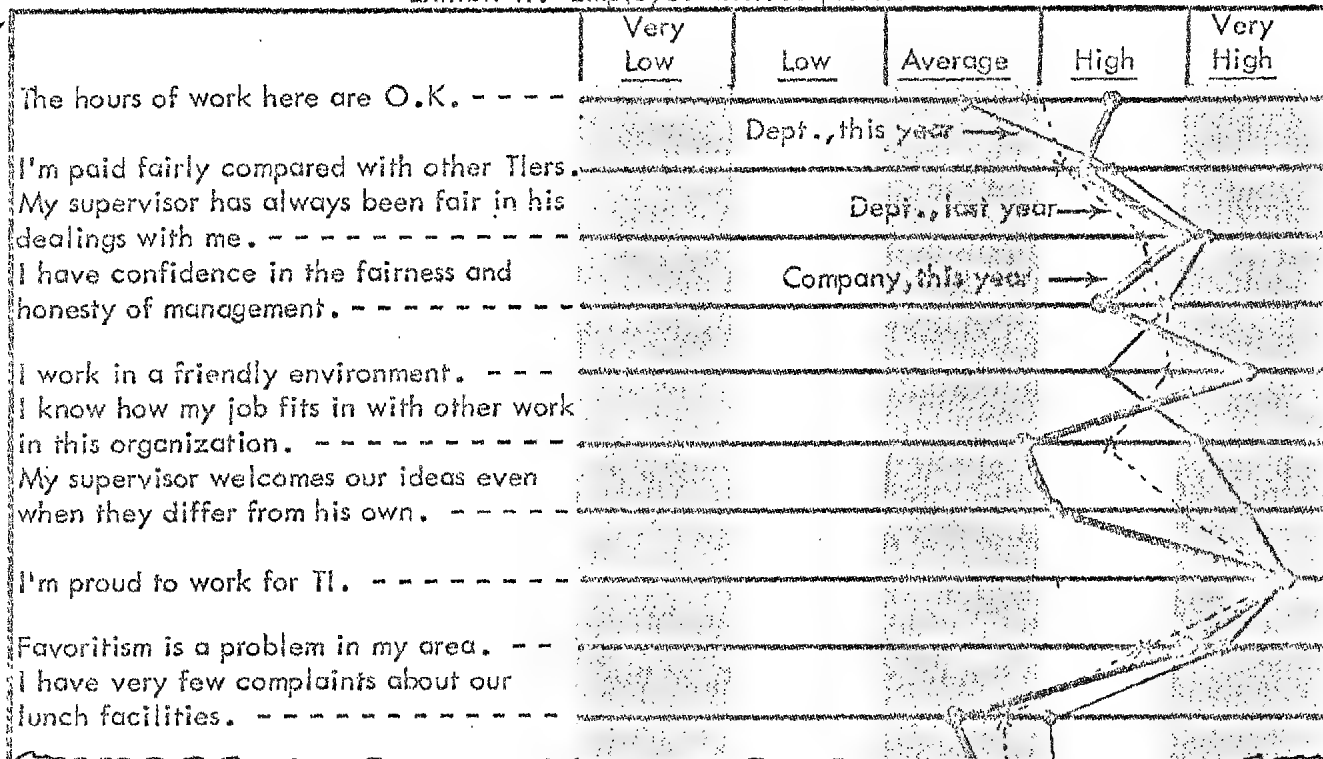 Very Low Low Average High Very High
The hours of work here are O.K. - - - -
Dept., this year →
I'm paid fairly compared with other TIers.
My supervisor has always been fair in his
Dept., last year →
dealings with me. - - - - - - - - - - -
I have confidence in the fairness and
Company, this year →
honesty of management. - - - - - - - - -
I work in a friendly environment. - - -
I know how my job fits in with other work
in this organization. - - - - - - - - - -
My supervisor welcomes our ideas even
when they differ from his own. - - - - -
I'm proud to work for TI. - - - - - - - -
Favoritism is a problem in my area. - -
I have very few complaints about our
lunch facilities. - - - - - - - - - - - -